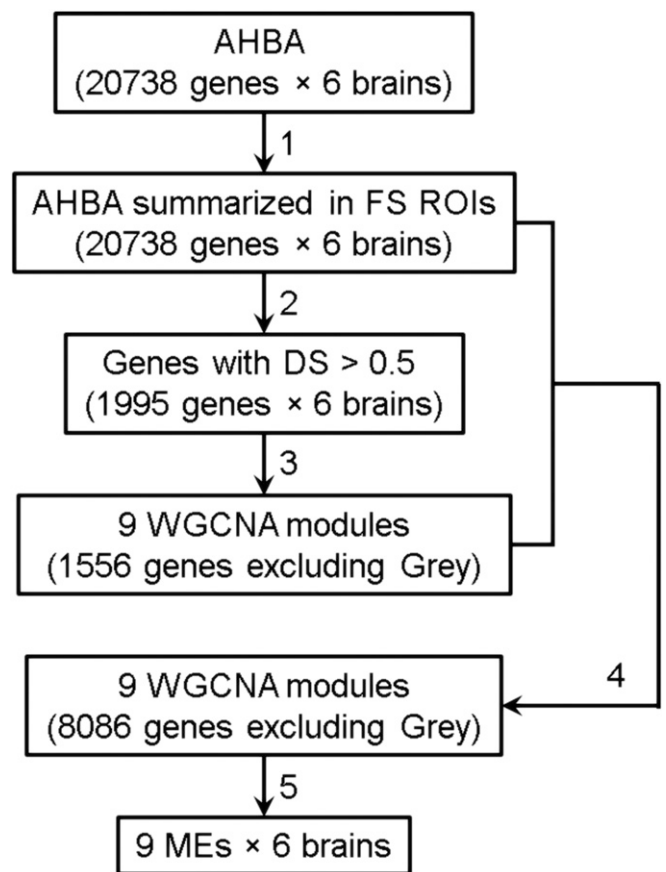 AHBA
(20738 genes × 6 brains)
1
AHBA summarized in FS ROIs
(20738 genes × 6 brains)
2
Genes with DS > 0.5
(1995 genes × 6 brains)
3
9 WGCNA modules
(1556 genes excluding Grey)
4
9 WGCNA modules
(8086 genes excluding Grey)
5
9 MEs × 6 brains